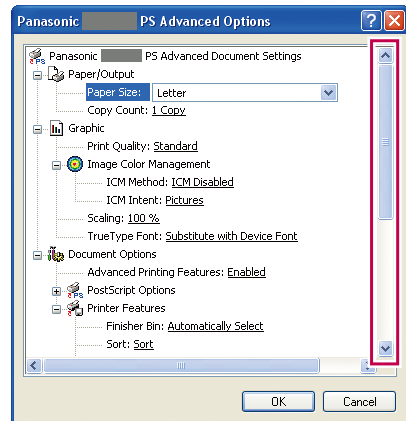 Panasonic PS Advanced Options
Panasonic PS Advanced Document Settings
Paper/Output
Paper Size: Letter
Copy Count: 1 Copy
Graphic
Print Quality: Standard
Image Color Management
ICM Method: ICM Disabled
ICM Intent: Pictures
Scaling: 100 %
TrueType Font: Substitute with Device Font
Document Options
Advanced Printing Features: Enabled
PostScript Options
Printer Features
Finisher Bin: Automatically Select
Sort: Sort
OK Cancel